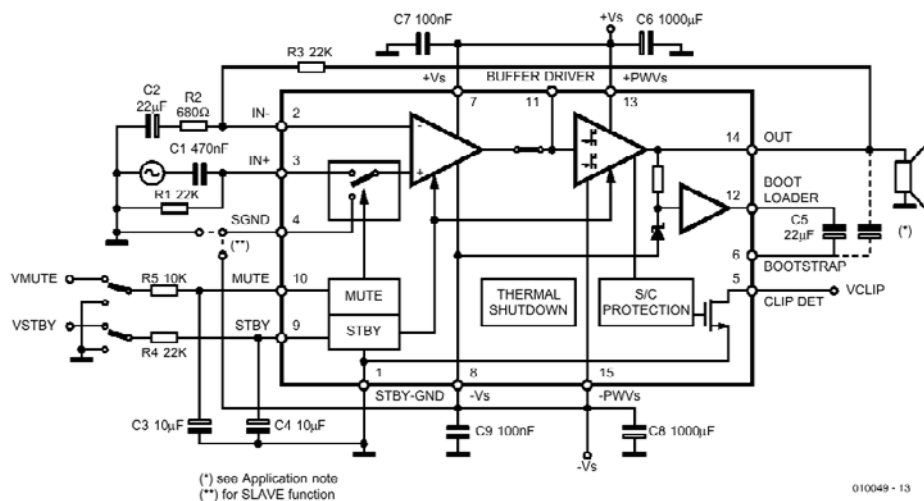 C7 100nF
+Vs
C6 1000µF
R3 22K
+Vs
BUFFER DRIVER
+PWVs
7
11
13
C2
22µF
R2
680Ω
IN-
2
-
14
OUT
C1 470nF
IN+
3
+
R1 22K
12
BOOT
LOADER
SGND
4
C5
22µF
(*)
(**)
6
BOOTSTRAP
VMUTE
R5 10K
MUTE
10
MUTE
THERMAL
SHUTDOWN
S/C
PROTECTION
5
VCLIP
CLIP DET
VSTBY
STBY
9
STBY
R4 22K
1
8
15
STBY-GND
-Vs
-PWVs
C3 10µF
C4 10µF
C9 100nF
C8 1000µF
-Vs
(*) see Application note
(**) for SLAVE function
010049 - 13